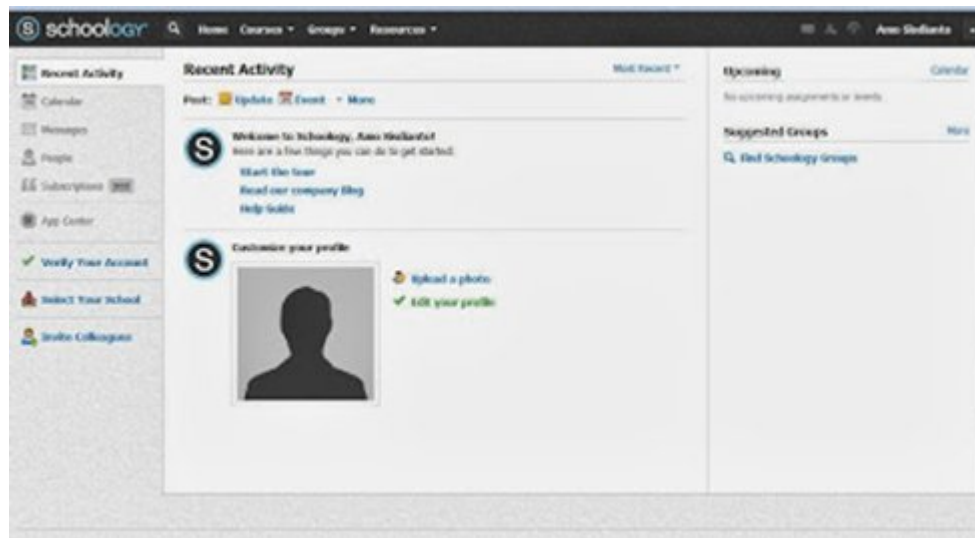 S schoology Home Courses Groups Resources
Recent Activity
Calendar
Messages
People
Subscriptions
App Center
Verify Your Account
Select Your School
Invite Colleagues
Recent Activity Most Recent
Post: Update Event More
S
Welcome to Schoology,
Here are a few things you can do to get started:
Start the tour
Read our company Blog
Help Guide
S
Customize your profile
Upload a photo
Edit your profile
Upcoming Calendar
No upcoming assignments or events
Suggested Groups More
Find Schoology Groups